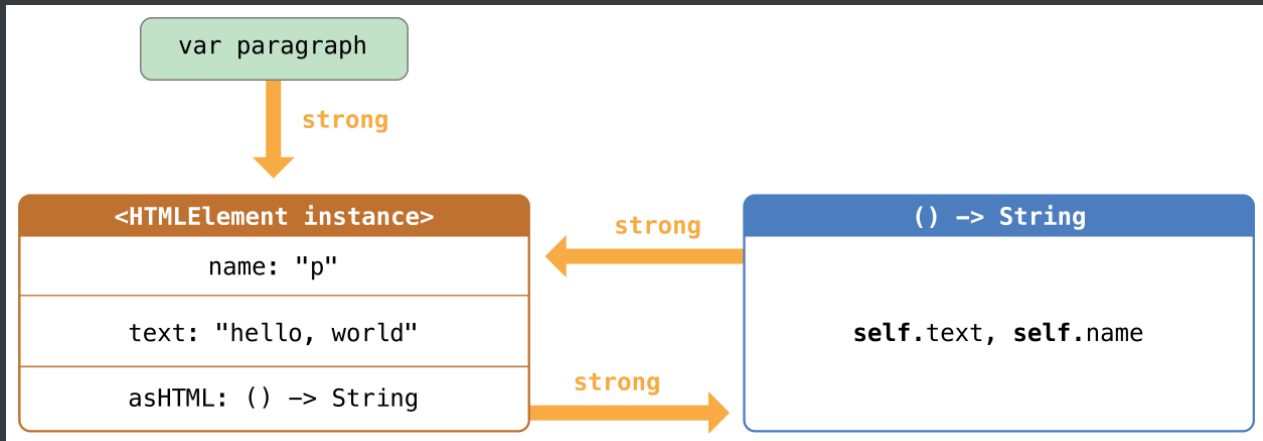 var paragraph
strong
<HTMLElement instance>
name: "p"
text: "hello, world"
asHTML: () -> String
strong
strong
() -> String
self.text, self.name